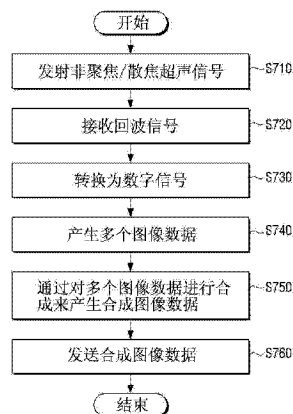 开始
发射非聚焦/散焦超声信号
S710
接收回波信号
S720
转换为数字信号
S730
产生多个图像数据
S740
通过对多个图像数据进行合
成来产生合成图像数据
S750
发送合成图像数据
S760
结束